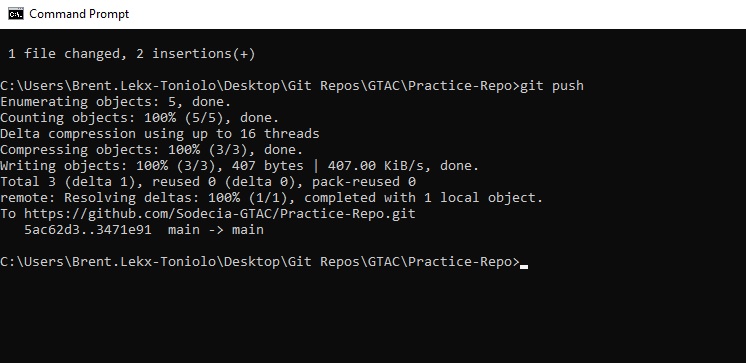 Command Prompt
1 file changed, 2 insertions(+)
C:\Users\Brent.Lekx-Toniolo\Desktop\Git Repos\GTAC\Practice-Repo>git push
Enumerating objects: 5, done.
Counting objects: 100% (5/5), done.
Delta compression using up to 16 threads
Compressing objects: 100% (3/3), done.
Writing objects: 100% (3/3), 407 bytes | 407.00 KiB/s, done.
Total 3 (delta 1), reused 0 (delta 0), pack-reused 0
remote: Resolving deltas: 100% (1/1), completed with 1 local object.
To https://github.com/Sodecia-GTAC/Practice-Repo.git
   5ac62d3..3471e91  main -> main
C:\Users\Brent.Lekx-Toniolo\Desktop\Git Repos\GTAC\Practice-Repo>